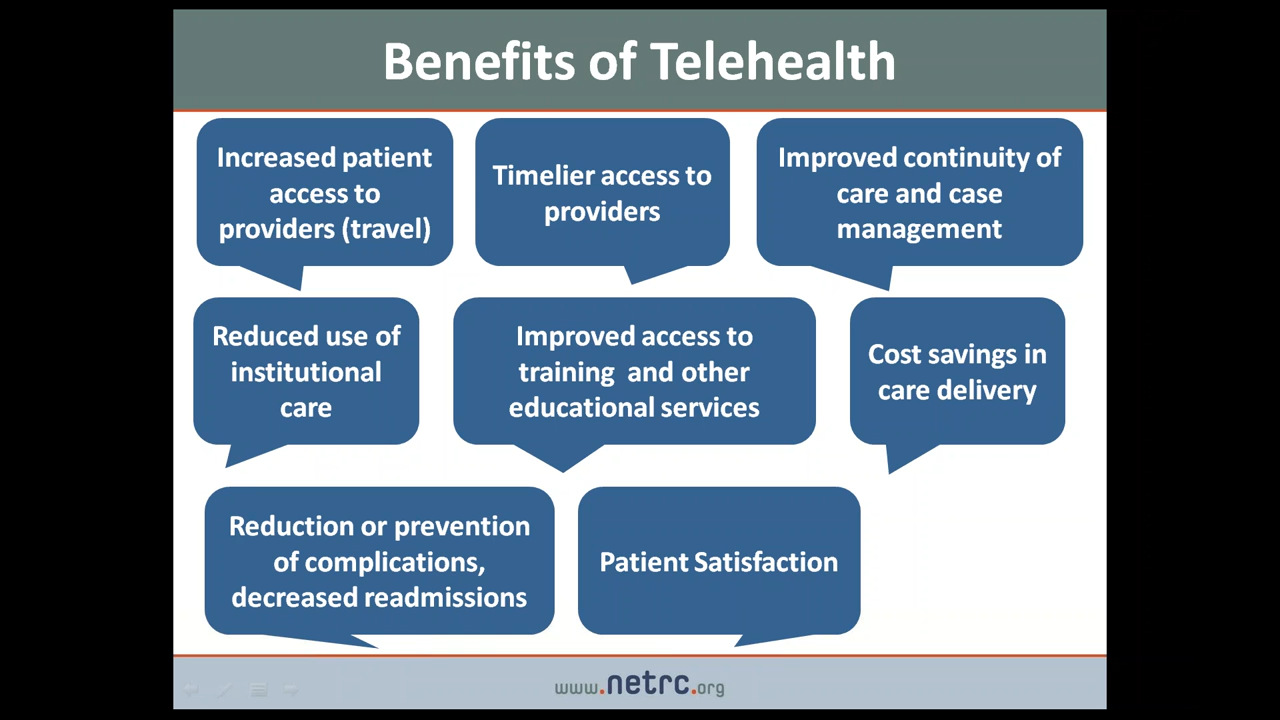 Benefits of Telehealth
Increased patient
access to
providers (travel)
Timelier access to
providers
Improved continuity of
care and case
management
Reduced use of
institutional
care
Improved access to
training  and other
educational services
Cost savings in
care delivery
Reduction or prevention
of complications,
decreased readmissions
Patient Satisfaction
www.netrc.org